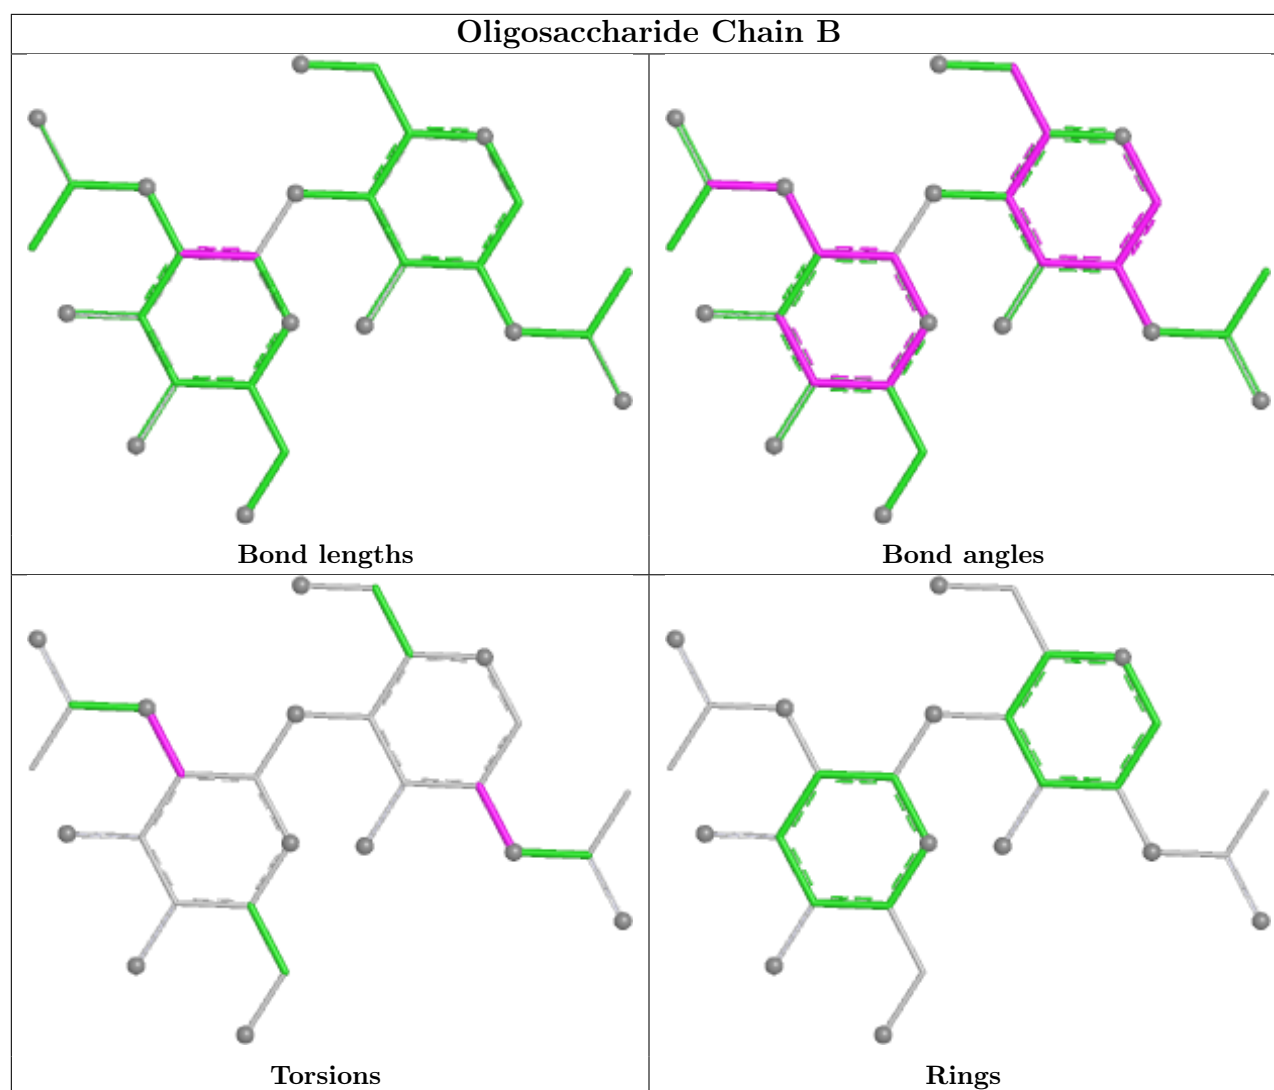 Oligosaccharide Chain B
Bond lengths
Bond angles
Torsions
Rings